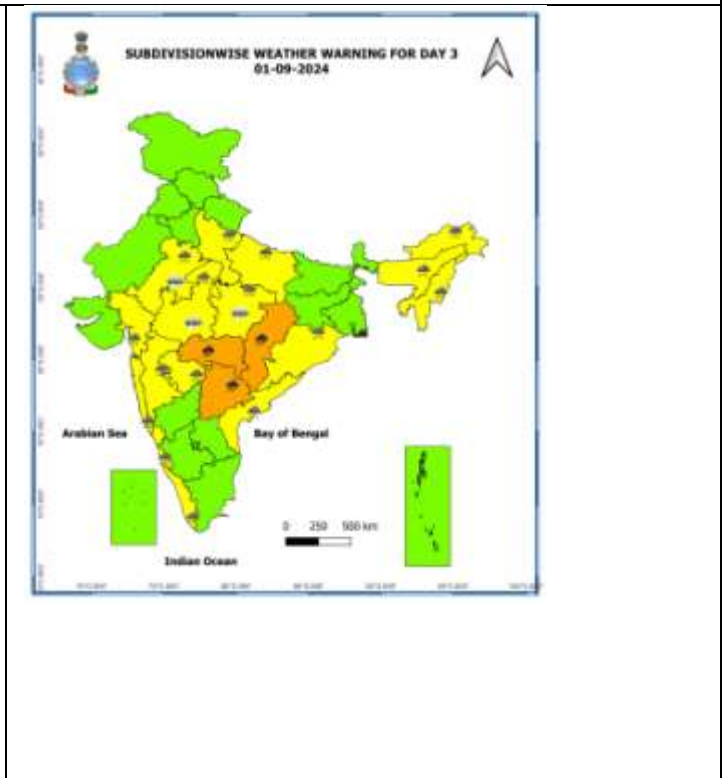 SUBDIVISIONWISE WEATHER WARNING FOR DAY 3
01-09-2024
Arabian Sea
Bay of Bengal
0 250 500 km
Indian Ocean